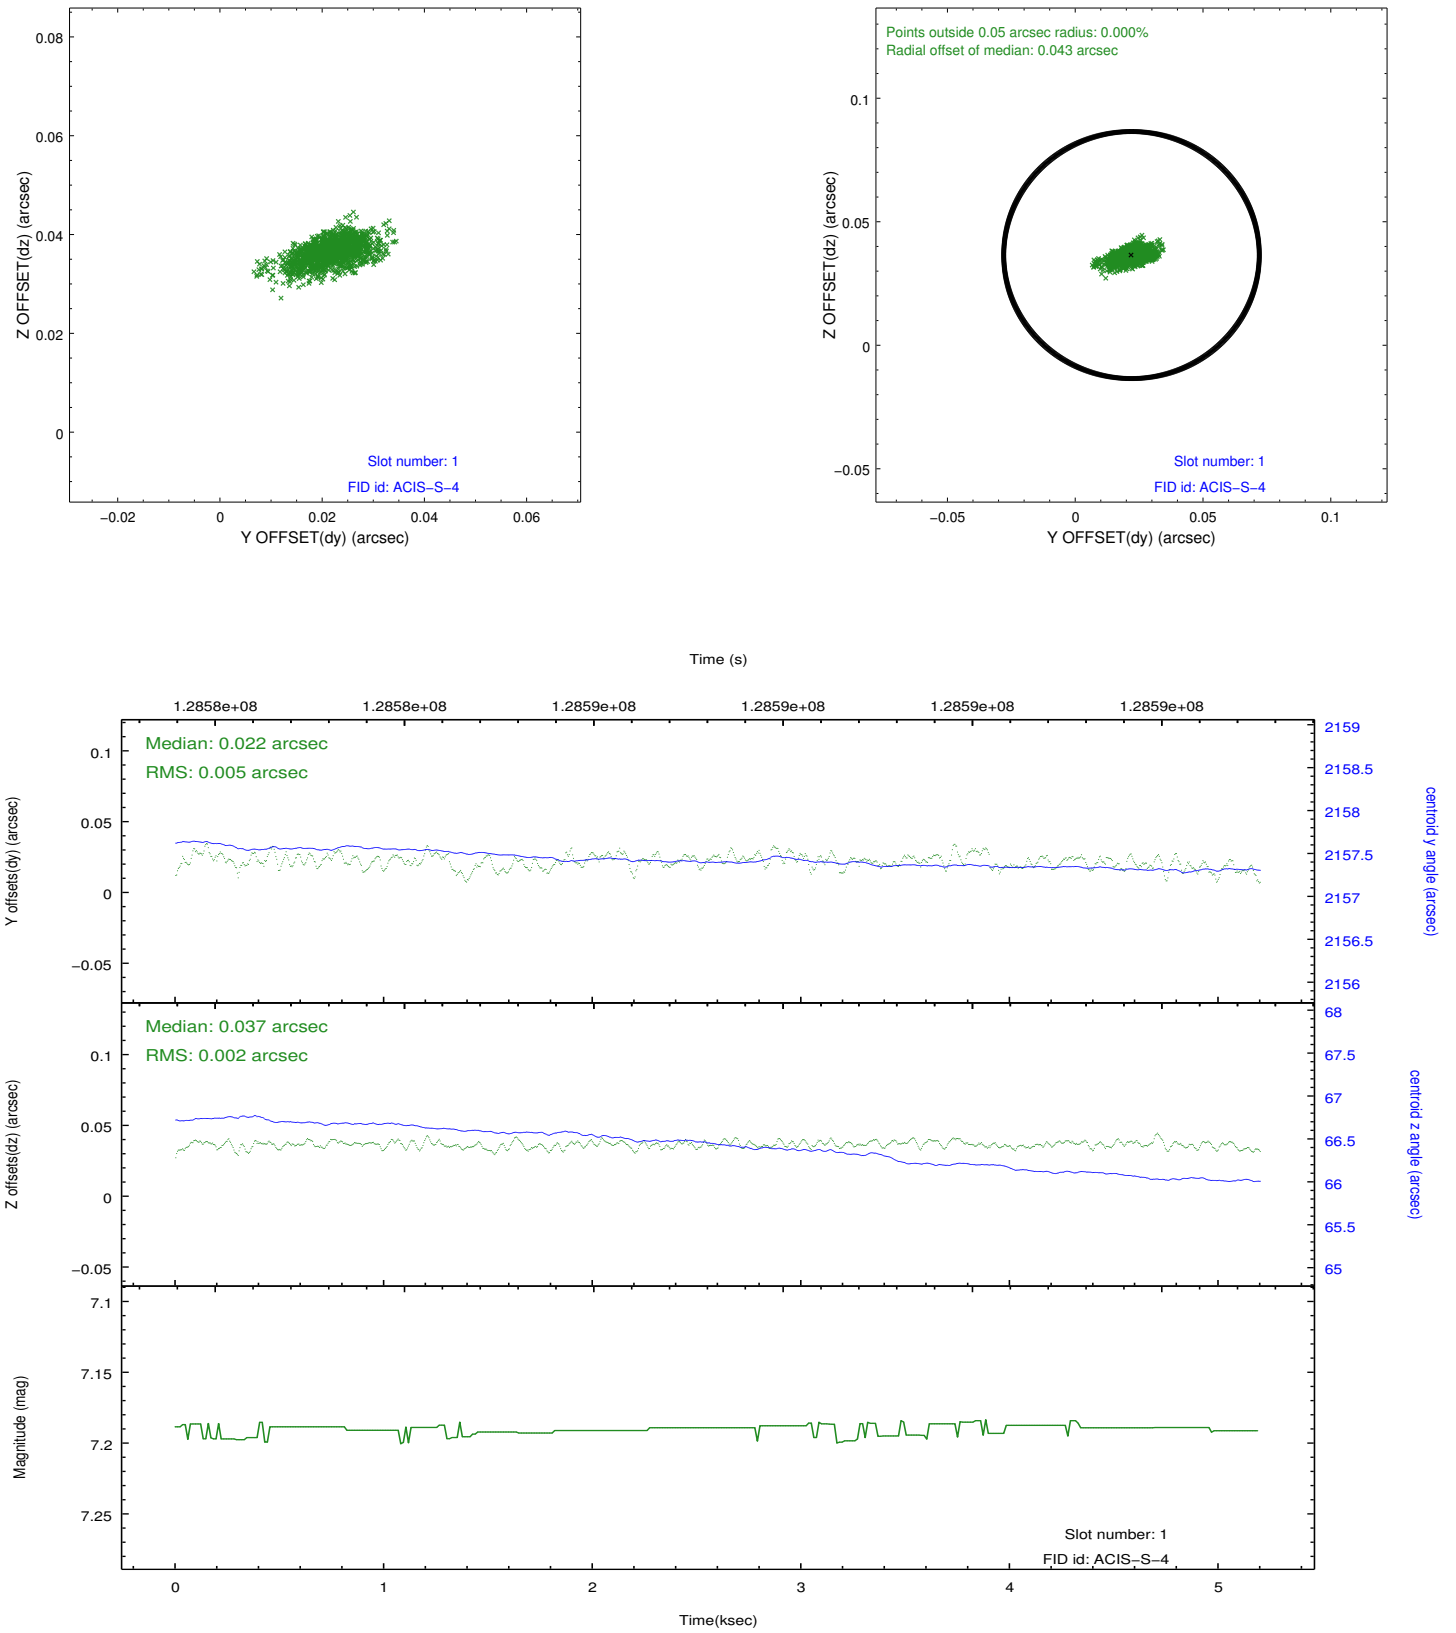 0.08
0.06
0.04
0.02
0
Z OFFSET(dz) (arcsec)
Slot number: 1
FID id: ACIS−S−4
−0.02 0 0.02 0.04 0.06
Y OFFSET(dy) (arcsec)
Points outside 0.05 arcsec radius: 0.000%
Radial offset of median: 0.043 arcsec
0.1
0.05
0
−0.05
Z OFFSET(dz) (arcsec)
Slot number: 1
FID id: ACIS−S−4
−0.05 0 0.05 0.1
Y OFFSET(dy) (arcsec)
Time (s)
1.2858e+08 1.2858e+08 1.2859e+08 1.2859e+08 1.2859e+08 1.2859e+08
Median: 0.022 arcsec
RMS: 0.005 arcsec
0.1
0.05
0
−0.05
Y offsets(dy) (arcsec)
2159
2158.5
2158
2157.5
2157
2156.5
2156
centroid y angle (arcsec)
Median: 0.037 arcsec
RMS: 0.002 arcsec
0.1
0.05
0
−0.05
Z offsets(dz) (arcsec)
68
67.5
67
66.5
66
65.5
65
centroid z angle (arcsec)
7.1
7.15
7.2
7.25
Magnitude (mag)
Slot number: 1
FID id: ACIS−S−4
0 1 2 3 4 5
Time(ksec)